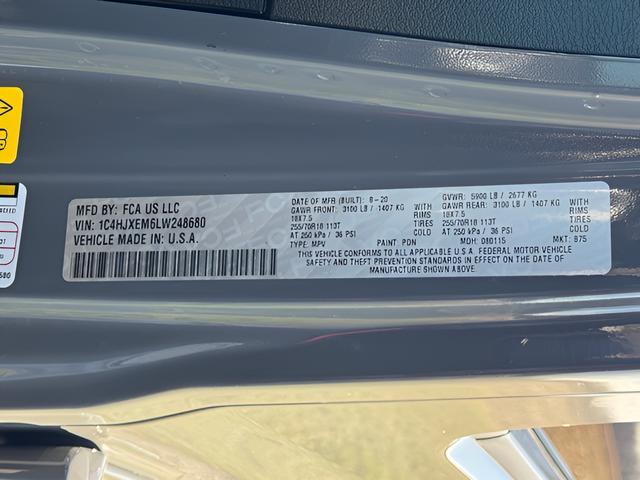 MFD BY: FCA US LLC
VIN: 1C4HJXEM6LW248680
VEHICLE MADE IN U.S.A.
DATE OF MFR (BUILT): 8-20 GVWR: 5900 LB / 2677 KG
GAWR FRONT: 3100 LB / 1407 KG GAWR REAR: 3100 LB / 1407 KG
18X7.5 RIMS 18X7.5 RIMS
255/70R18 113T TIRES 255/70R18 113T TIRES
AT 250 kPa / 36 PSI COLD AT 250 kPa / 36 PSI COLD
TYPE: MPV MDH: 080115 MKT: B75
THIS VEHICLE CONFORMS TO ALL APPLICABLE U.S.A. FEDERAL MOTOR VEHICLE
SAFETY AND THEFT PREVENTION STANDARDS IN EFFECT ON THE DATE OF
MANUFACTURE SHOWN ABOVE.